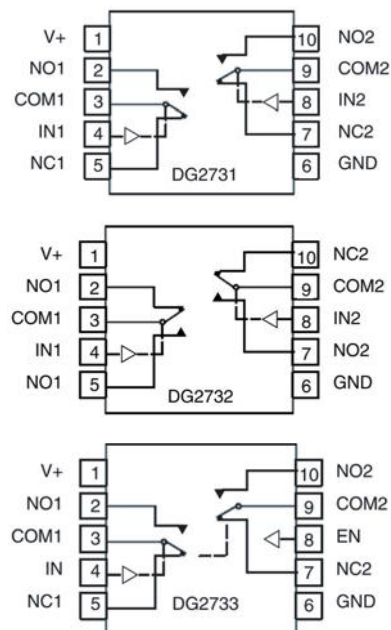 V+ 1 10 NO2
NO1 2 9 COM2
COM1 3 8 IN2
IN1 4 7 NC2
NC1 5 6 GND
DG2731
V+ 1 10 NC2
NO1 2 9 COM2
COM1 3 8 IN2
IN1 4 7 NO2
NO1 5 6 GND
DG2732
V+ 1 10 NO2
NO1 2 9 COM2
COM1 3 8 EN
IN 4 7 NC2
NC1 5 6 GND
DG2733